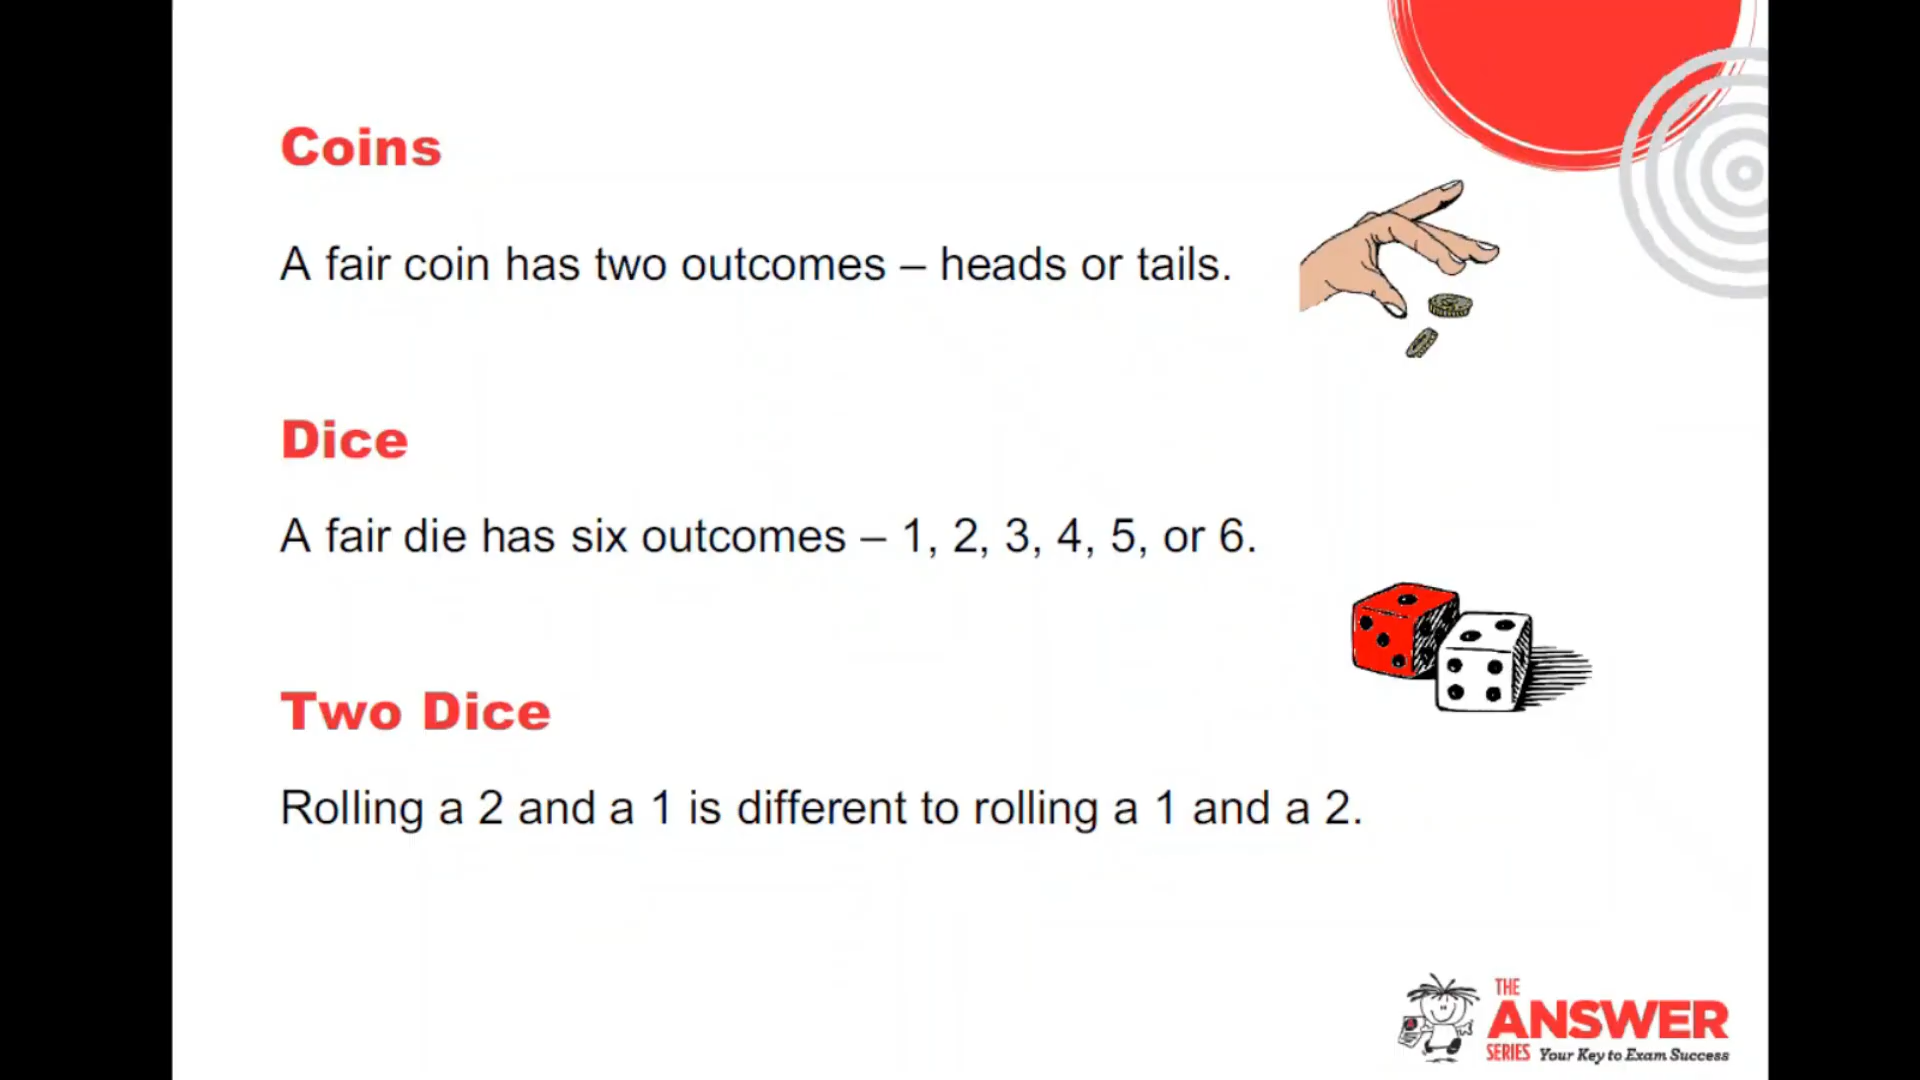 Coins
A fair coin has two outcomes – heads or tails.
Dice
A fair die has six outcomes – 1, 2, 3, 4, 5, or 6.
Two Dice
Rolling a 2 and a 1 is different to rolling a 1 and a 2.
THE
ANSWER
SERIES Your Key to Exam Success